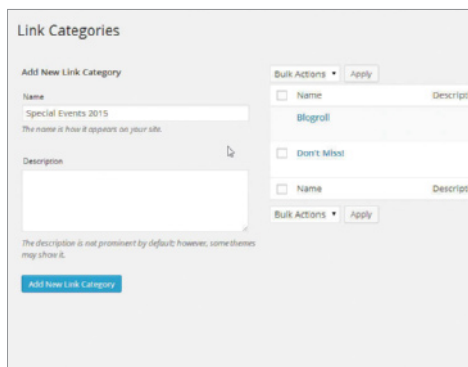 Link Categories
Add New Link Category
Name
Special Events 2015
The name is how it appears on your site.
Description
The description is not prominent by default; however, some themes
may show it.
Add New Link Category
Bulk Actions Apply
Name Descript
Blogroll
Don't Miss!
Name Descript
Bulk Actions Apply